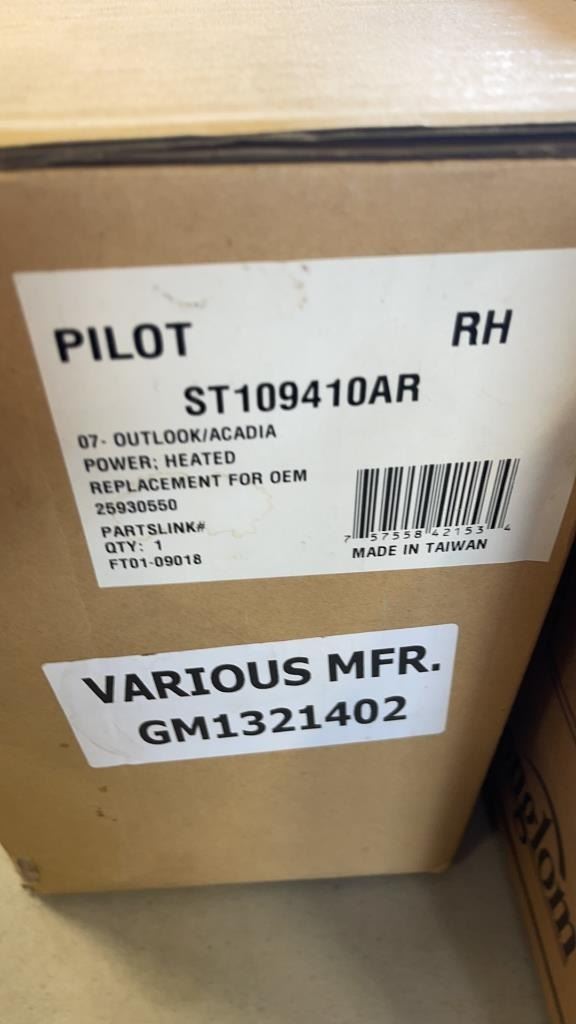 PILOT RH
ST109410AR
07- OUTLOOK/ACADIA
POWER; HEATED
REPLACEMENT FOR OEM
25930550
PARTSLINK#
QTY: 1
FT01-09018
7 57558 42153 4
MADE IN TAIWAN
VARIOUS MFR.
GM1321402